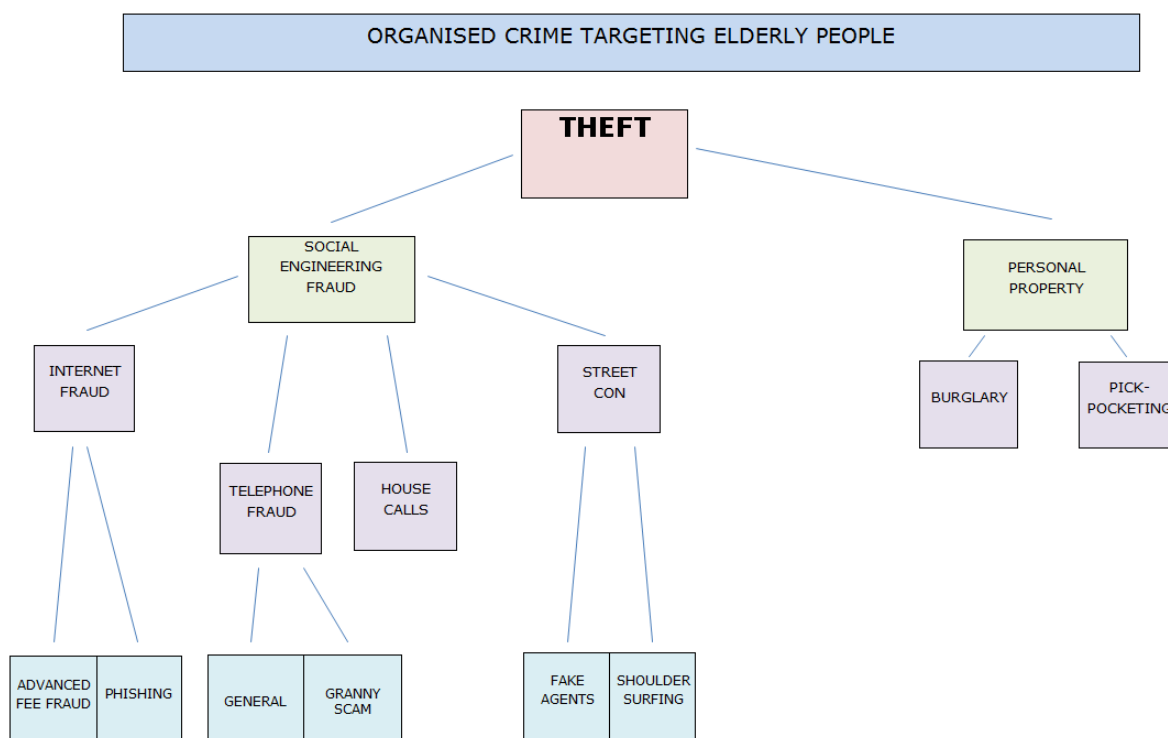 ORGANISED CRIME TARGETING ELDERLY PEOPLE
THEFT
SOCIAL
ENGINEERING
FRAUD
PERSONAL
PROPERTY
INTERNET
FRAUD
STREET
CON
BURGLARY
PICK-
POCKETING
TELEPHONE
FRAUD
HOUSE
CALLS
ADVANCED
FEE FRAUD
PHISHING
GENERAL
GRANNY
SCAM
FAKE
AGENTS
SHOULDER
SURFING